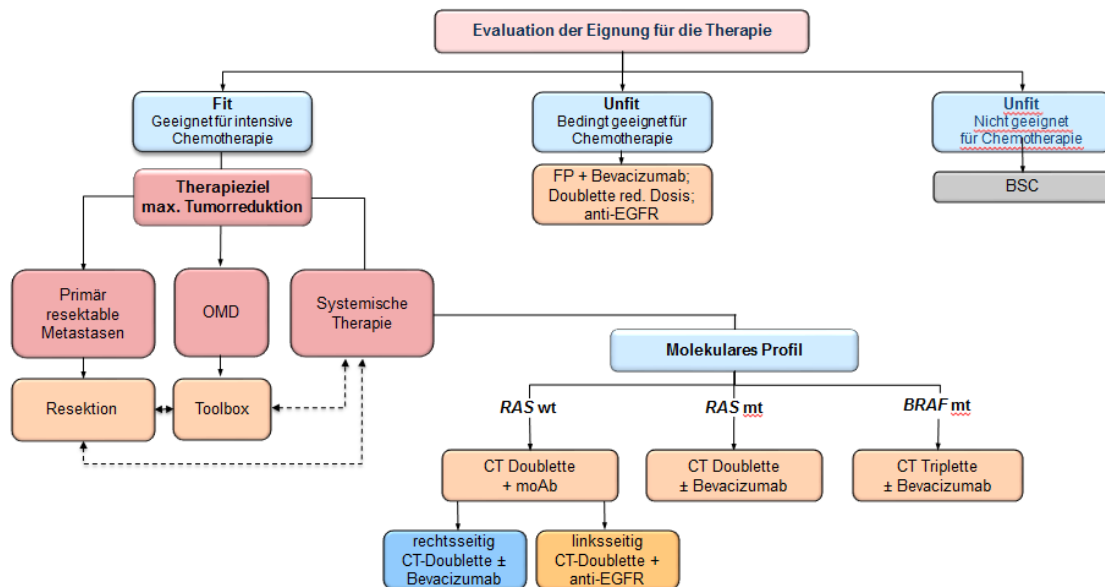 Evaluation der Eignung für die Therapie
Fit
Geeignet für intensive
Chemotherapie
Unfit
Bedingt geeignet für
Chemotherapie
Unfit
Nicht geeignet
für Chemotherapie
Therapieziel
max. Tumorreduktion
FP + Bevacizumab;
Doublette red. Dosis;
anti-EGFR
BSC
Primär
resektable
Metastasen
OMD
Systemische
Therapie
Resektion
Toolbox
Molekulares Profil
RAS wt
RAS mt
BRAF mt
CT Doublette
+ moAb
CT Doublette
± Bevacizumab
CT Triplette
± Bevacizumab
rechtsseitig
CT-Doublette ±
Bevacizumab
linksseitig
CT-Doublette +
anti-EGFR